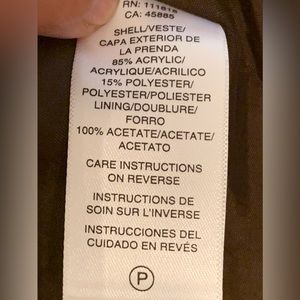 RN: 111818
CA: 45885
SHELL/VESTE/
CAPA EXTERIOR DE
LA PRENDA
85% ACRYLIC/
ACRYLIQUE/ACRILICO
15% POLYESTER/
POLYESTER/POLIESTER
LINING/DOUBLURE/
FORRO
100% ACETATE/ACETATE/
ACETATO
CARE INSTRUCTIONS
ON REVERSE
INSTRUCTIONS DE
SOIN SUR L'INVERSE
INSTRUCCIONES DEL
CUIDADO EN REVÉS
P